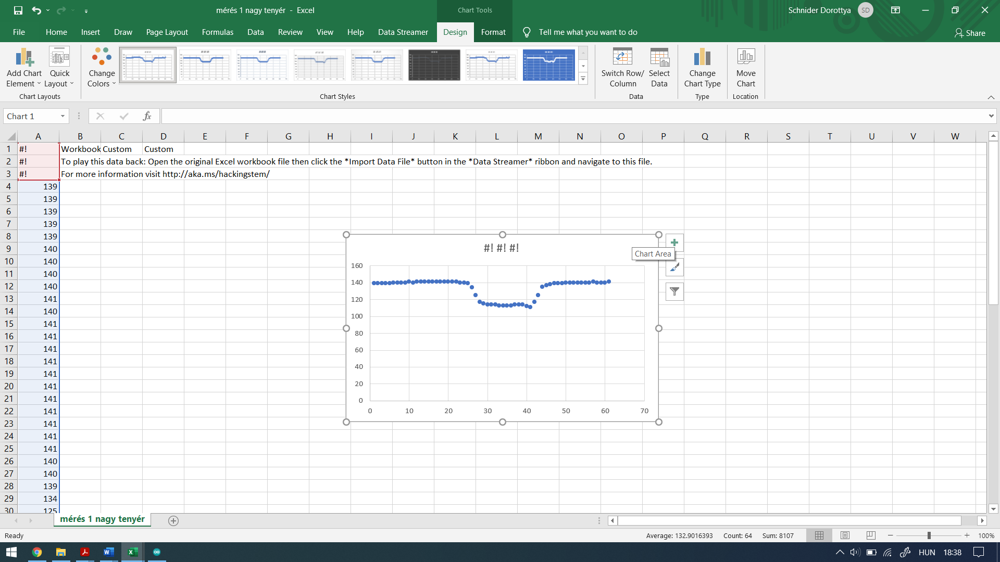 mérés 1 nagy tenyér - Excel
Chart Tools
Schnider Dorottya
SD
File Home Insert Draw Page Layout Formulas Data Review View Help Data Streamer Design Format Tell me what you want to do Share
Add Chart Element
Quick Layout
Change Colors
Switch Row/ Column
Select Data
Change Chart Type
Move Chart
Chart Layouts
Chart Styles
Data
Type
Location
Chart 1
fx
A B C D E F G H I J K L M N O P Q R S T U V W
1 #! Workbook Custom Custom
2 #! To play this data back: Open the original Excel workbook file then click the *Import Data File* button in the *Data Streamer* ribbon and navigate to this file.
3 #! For more information visit http://aka.ms/hackingstem/
4 139
5 139
6 139
7 139
8 139
9 140
10 140
11 140
12 140
13 141
14 140
15 141
16 141
17 141
18 141
19 141
20 141
21 141
22 141
23 141
24 141
25 141
26 140
27 140
28 139
29 134
30 125
#! #! #!
Chart Area
160
140
120
100
80
60
40
20
0
0 10 20 30 40 50 60 70
mérés 1 nagy tenyér
Ready
Average: 132.9016393 Count: 64 Sum: 8107
100%
HUN 18:38